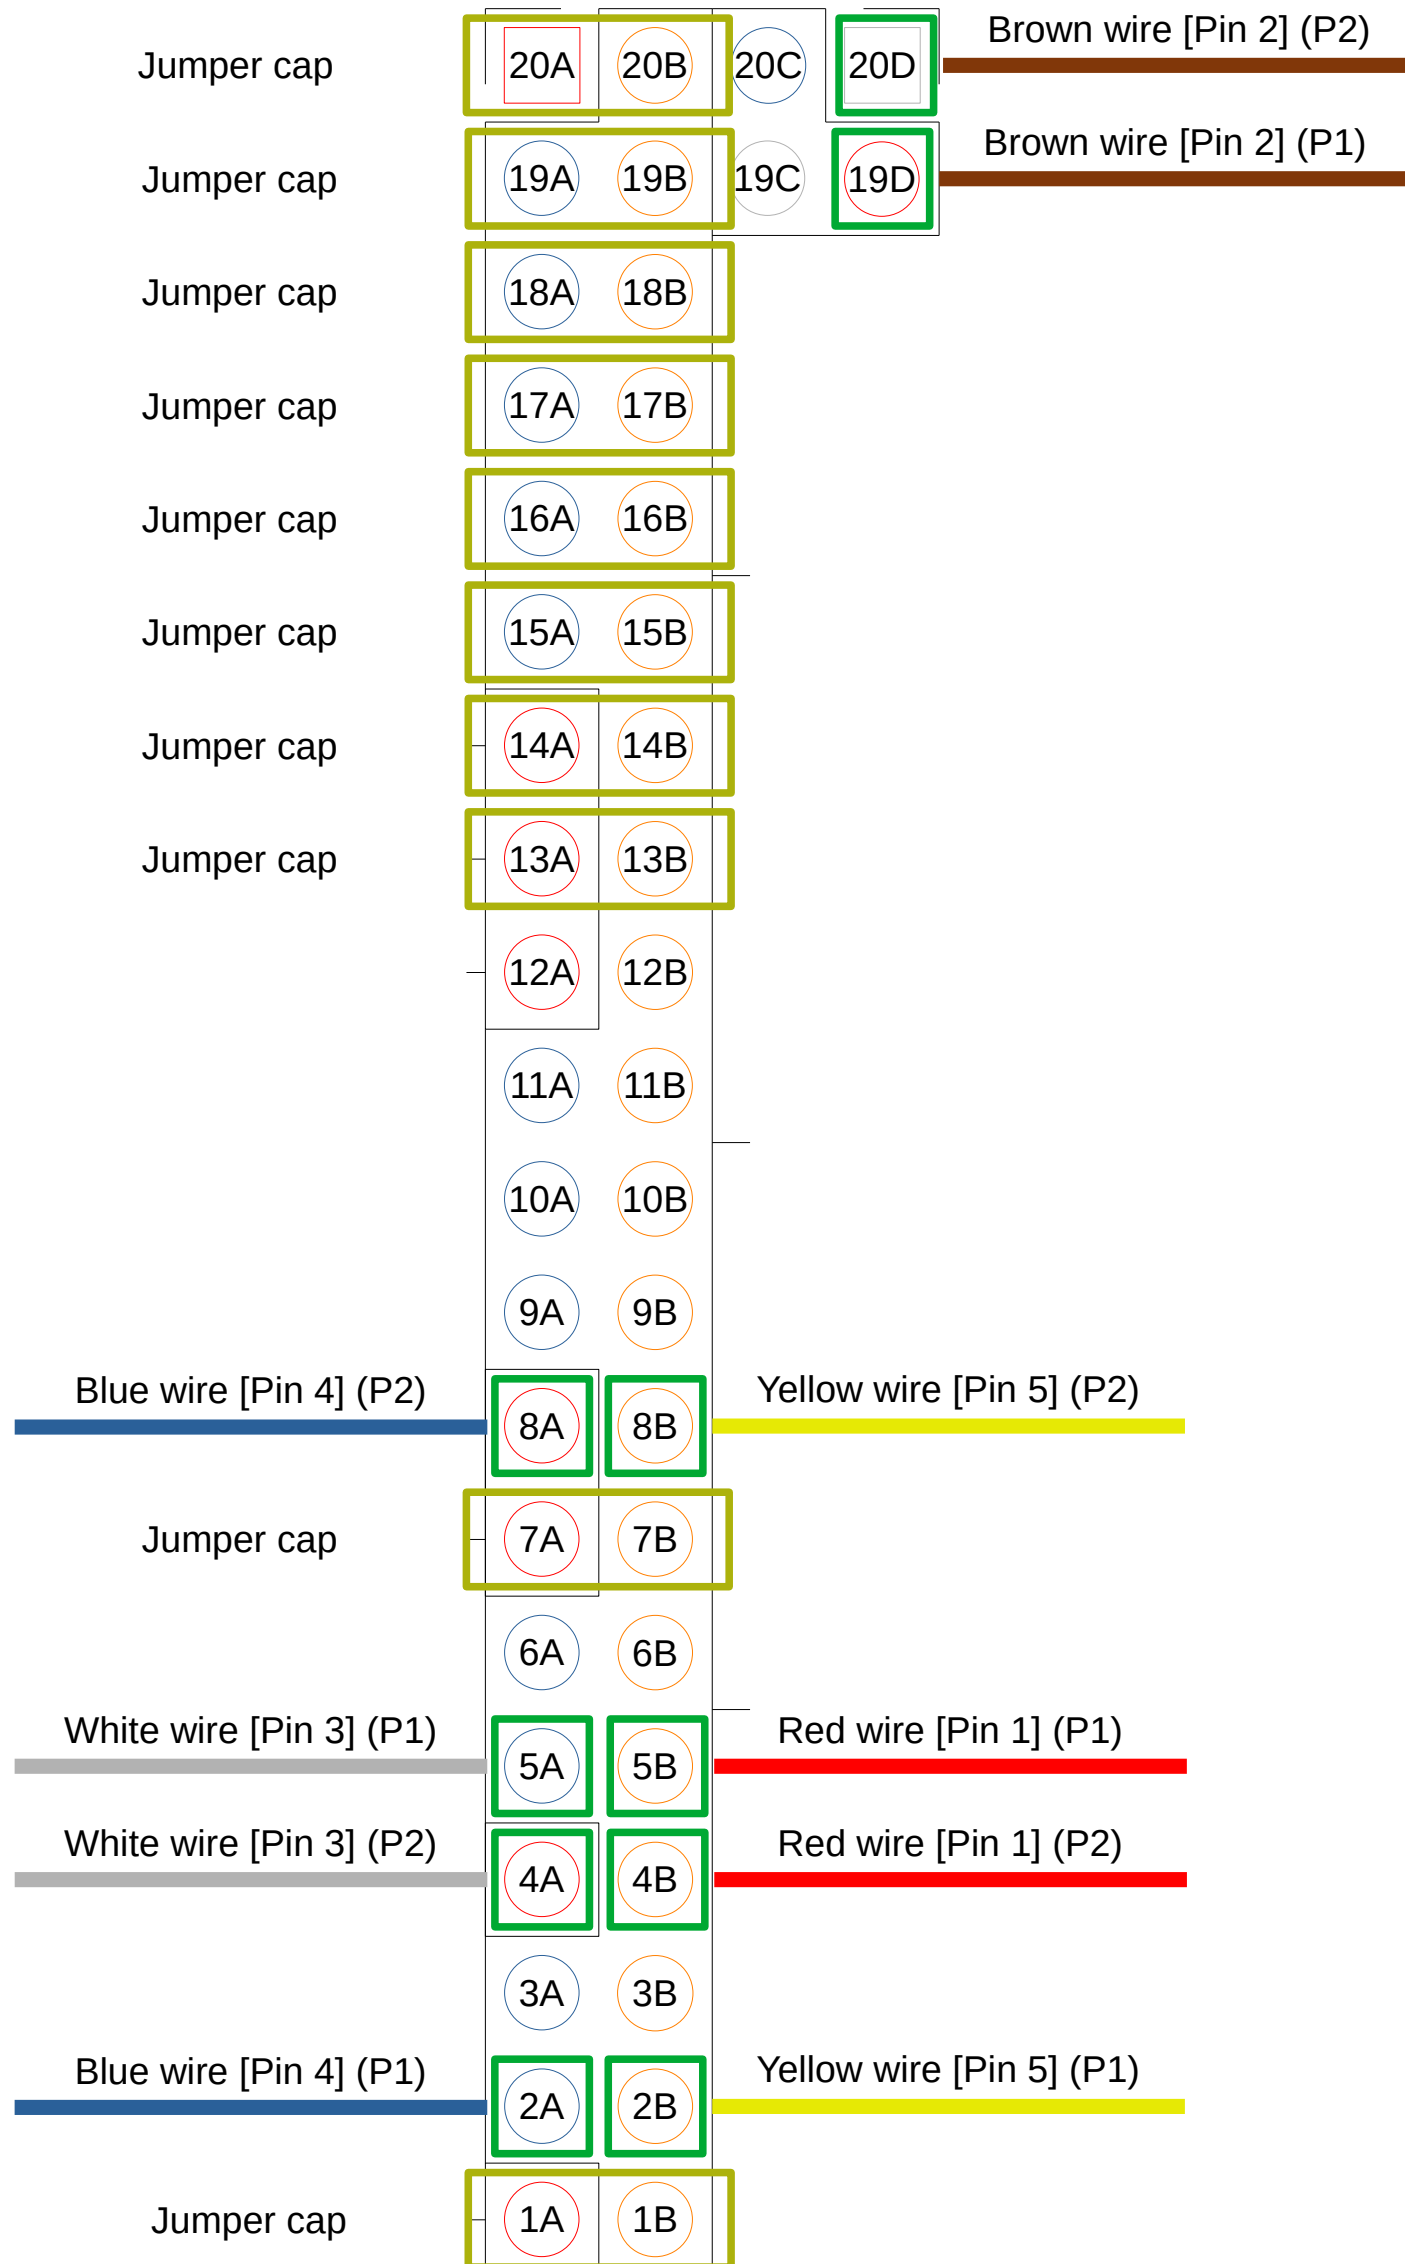 Brown wire [Pin 2] (P2)
Jumper cap 20A 20B 20C 20D
Brown wire [Pin 2] (P1)
Jumper cap 19A 19B 19C 19D
Jumper cap 18A 18B
Jumper cap 17A 17B
Jumper cap 16A 16B
Jumper cap 15A 15B
Jumper cap 14A 14B
Jumper cap 13A 13B
12A 12B
11A 11B
10A 10B
9A 9B
Blue wire [Pin 4] (P2) Yellow wire [Pin 5] (P2)
8A 8B
Jumper cap 7A 7B
6A 6B
White wire [Pin 3] (P1) Red wire [Pin 1] (P1)
5A 5B
White wire [Pin 3] (P2) Red wire [Pin 1] (P2)
4A 4B
3A 3B
Blue wire [Pin 4] (P1) Yellow wire [Pin 5] (P1)
2A 2B
Jumper cap 1A 1B